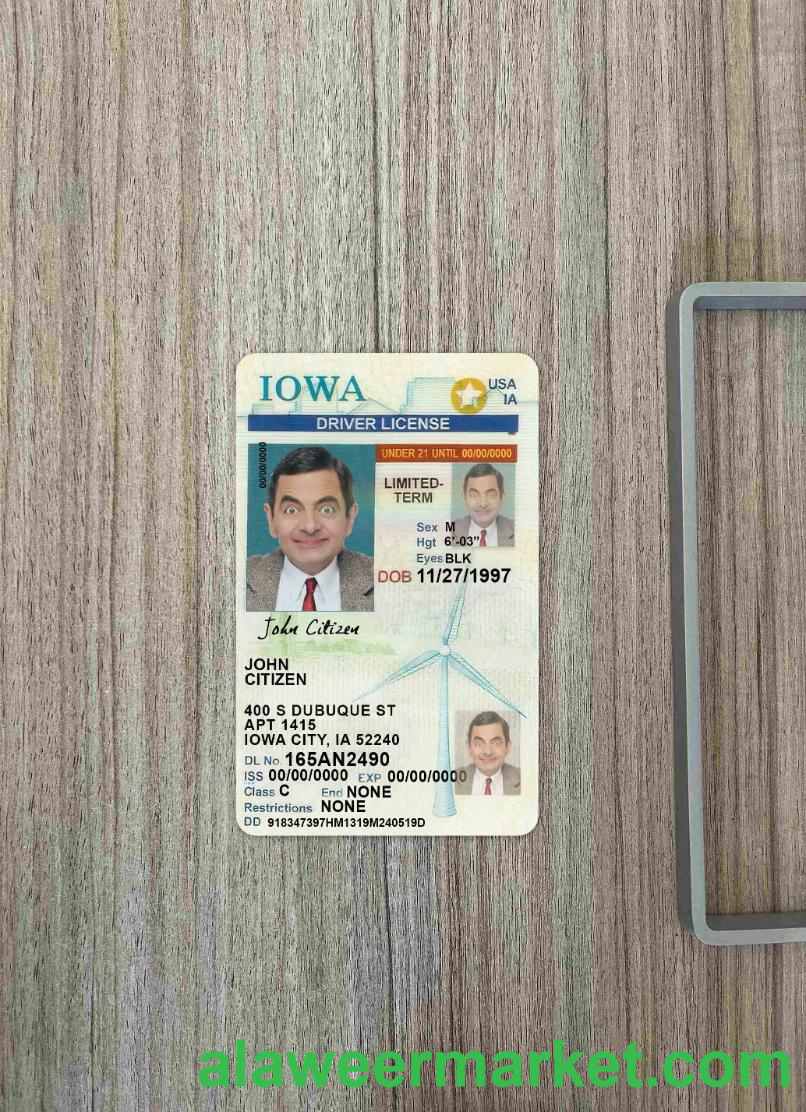 IOWA
USA
IA
DRIVER LICENSE
00/00/0000
UNDER 21 UNTIL 00/00/0000
LIMITED-
TERM
Sex M
Hgt 6'-03"
Eyes BLK
DOB 11/27/1997
John Citizen
JOHN
CITIZEN
400 S DUBUQUE ST
APT 1415
IOWA CITY, IA 52240
DL No 165AN2490
ISS 00/00/0000 EXP 00/00/0000
Class C End NONE
Restrictions NONE
DD 918347397HM1319M240519D
alaweermarket.com